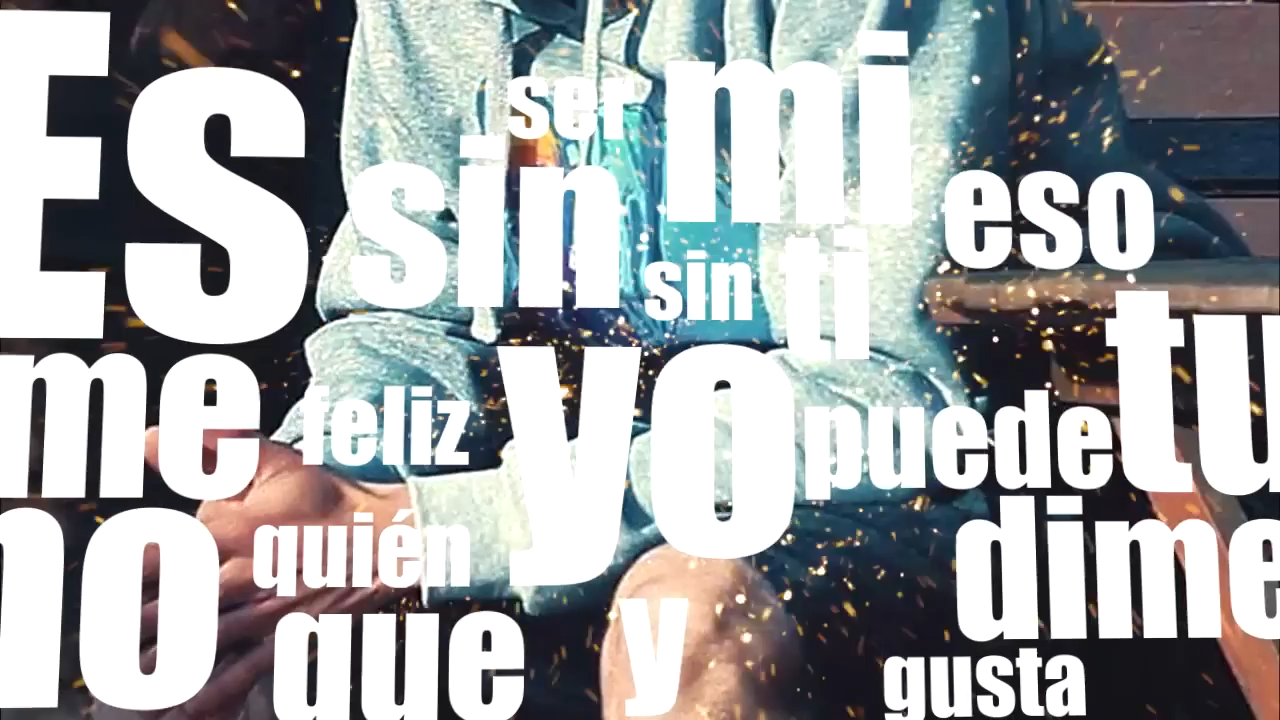 Es sin ser mi eso
sin ti
me feliz yo puede tu
no quién dime
que y gusta